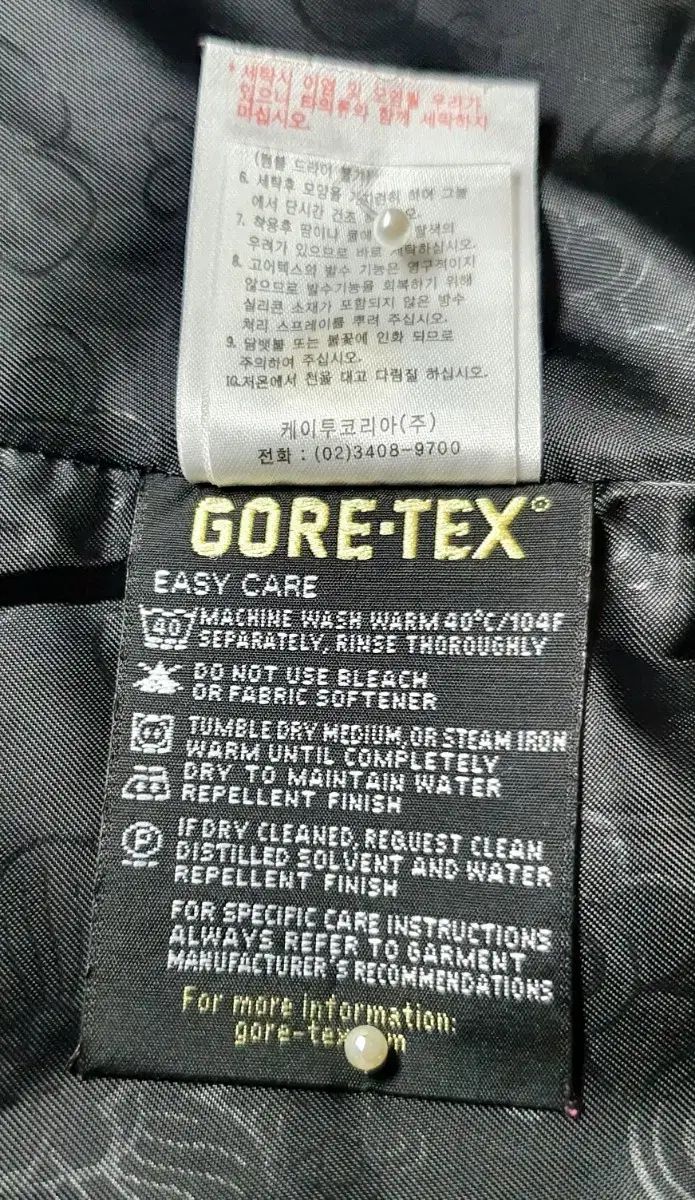 * 세탁시 이염 및 오염될 우려가
있으니 타의류와 함께 세탁하지
마십시오.
(텀블 드라이 불가)
6. 세탁후 모양을 가지런히 하여 그늘
에서 단시간 건조 오.
7. 착용후 땀이나 탈색의
우려가 있으므로 바로 세탁하십시오.
8. 고어텍스의 발수 기능은 영구적이지
않으므로 발수기능을 회복하기 위해
실리콘 소재가 포함되지 않은 방수
처리 스프레이를 뿌려 주십시오.
9. 담뱃불 또는 불꽃에 인화 되므로
주의하여 주십시오.
10.저온에서 천을 대고 다림질 하십시오.
케이투코리아(주)
전화 : (02)3408-9700
GORE-TEX®
EASY CARE
40 MACHINE WASH WARM 40°C/104F
SEPARATELY, RINSE THOROUGHLY
DO NOT USE BLEACH
OR FABRIC SOFTENER
TUMBLE DRY MEDIUM, OR STEAM IRON
WARM UNTIL COMPLETELY
DRY TO MAINTAIN WATER
REPELLENT FINISH
P IF DRY CLEANED, REQUEST CLEAN
DISTILLED SOLVENT AND WATER
REPELLENT FINISH
FOR SPECIFIC CARE INSTRUCTIONS
ALWAYS REFER TO GARMENT
MANUFACTURER'S RECOMMENDATIONS
For more information:
gore-tex m